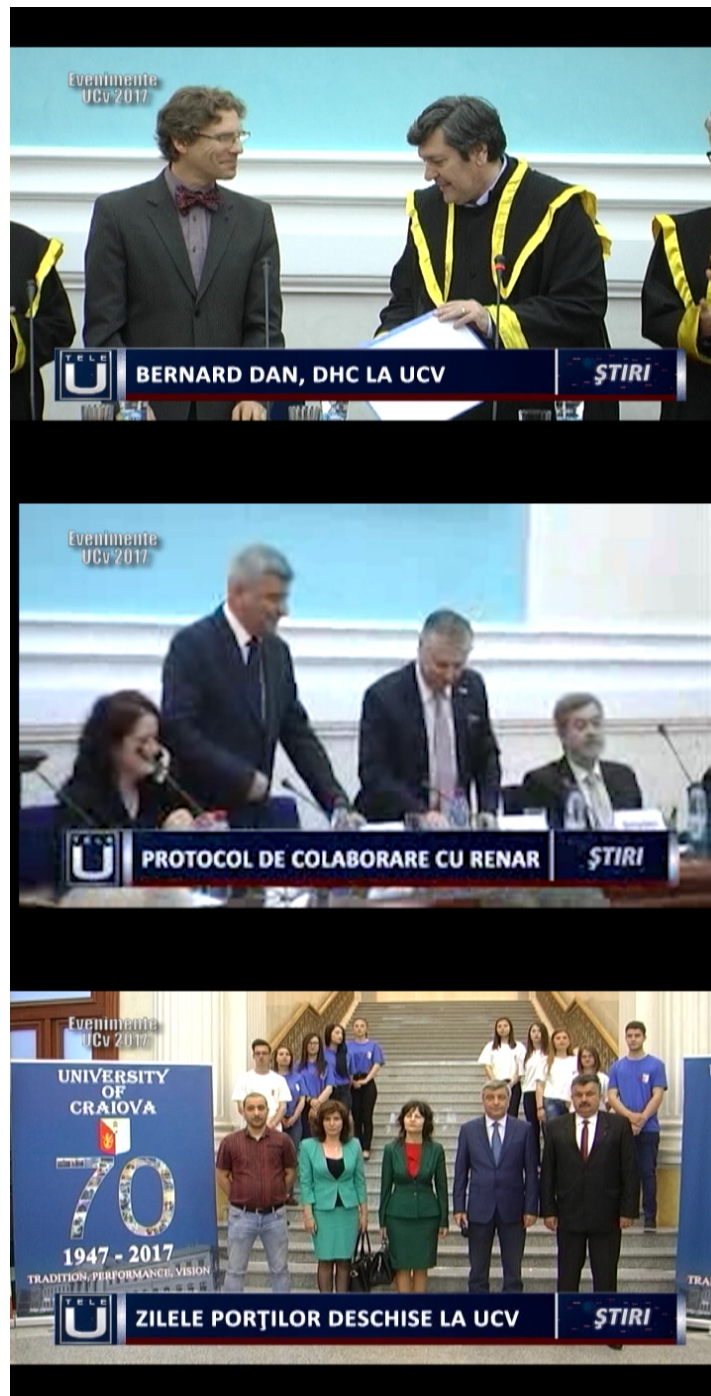 Evenimente
UCv 2017
TELE
U
BERNARD DAN, DHC LA UCV
ŞTIRI
Evenimente
UCv 2017
TELE
U
PROTOCOL DE COLABORARE CU RENAR
ŞTIRI
Evenimente
UCv 2017
UNIVERSITY
OF
CRAIOVA
70
1947 - 2017
TRADITION, PERFORMANCE, VISION
TRA
TELE
U
ZILELE PORŢILOR DESCHISE LA UCV
ŞTIRI